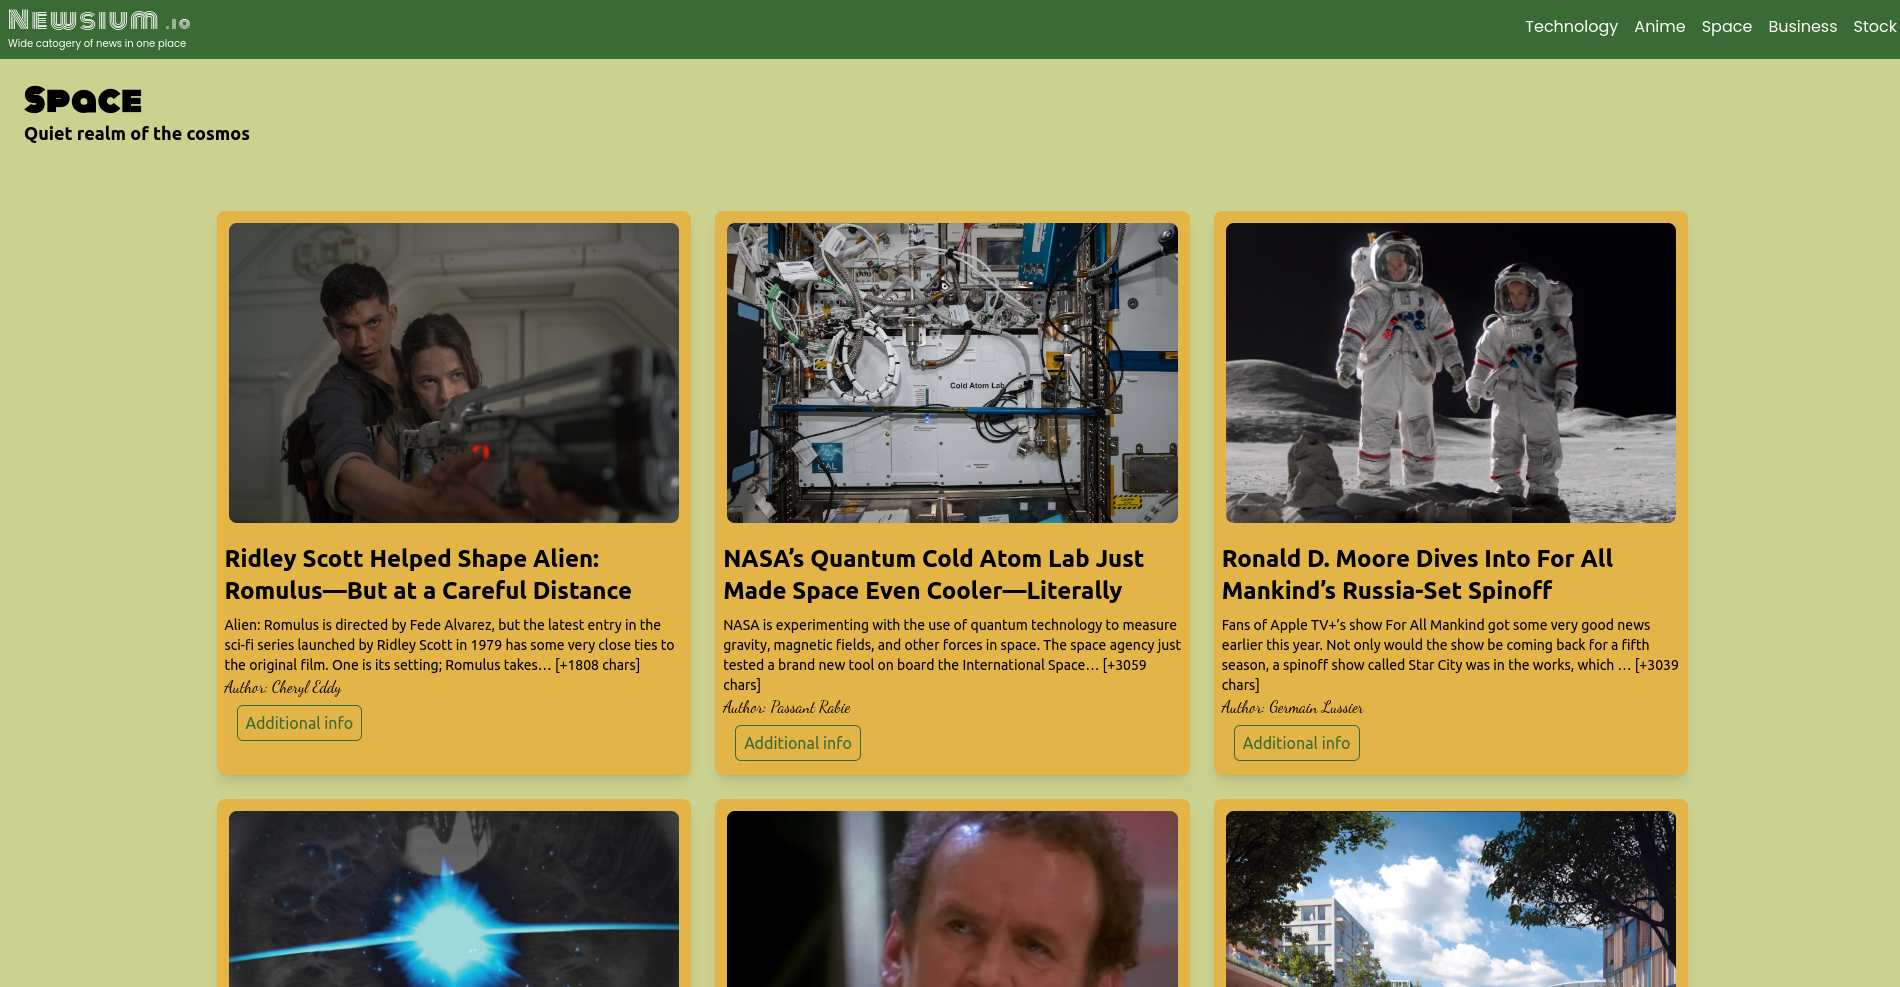 Newsium .io
Wide catogery of news in one place
Technology Anime Space Business Stock
Space
Quiet realm of the cosmos
Cold Atom Lab
CAL
Ridley Scott Helped Shape Alien:
Romulus—But at a Careful Distance
Alien: Romulus is directed by Fede Alvarez, but the latest entry in the
sci-fi series launched by Ridley Scott in 1979 has some very close ties to
the original film. One is its setting; Romulus takes… [+1808 chars]
Author: Cheryl Eddy
Additional info
NASA’s Quantum Cold Atom Lab Just
Made Space Even Cooler—Literally
NASA is experimenting with the use of quantum technology to measure
gravity, magnetic fields, and other forces in space. The space agency just
tested a brand new tool on board the International Space… [+3059
chars]
Author: Passant Rabie
Additional info
Ronald D. Moore Dives Into For All
Mankind’s Russia-Set Spinoff
Fans of Apple TV+’s show For All Mankind got some very good news
earlier this year. Not only would the show be coming back for a fifth
season, a spinoff show called Star City was in the works, which … [+3039
chars]
Author: Germain Lussier
Additional info